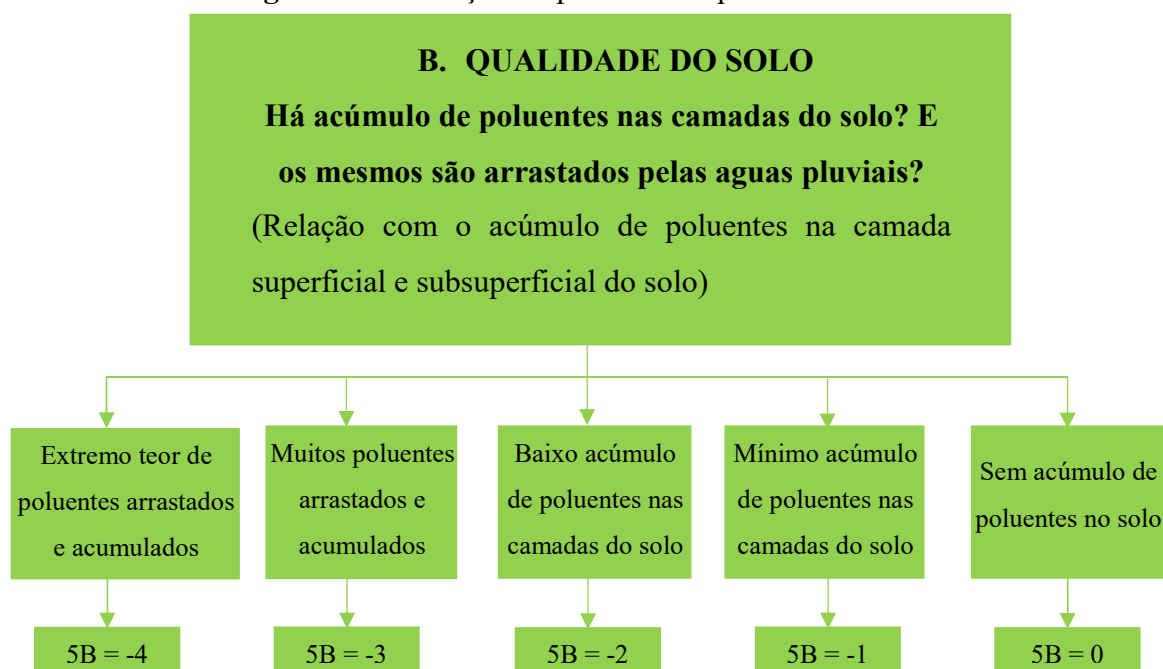 B. QUALIDADE DO SOLO
Há acúmulo de poluentes nas camadas do solo? E
os mesmos são arrastados pelas aguas pluviais?
(Relação com o acúmulo de poluentes na camada
superficial e subsuperficial do solo)
Extremo teor de
poluentes arrastados
e acumulados
Muitos poluentes
arrastados e
acumulados
Baixo acúmulo
de poluentes nas
camadas do solo
Mínimo acúmulo
de poluentes nas
camadas do solo
Sem acúmulo de
poluentes no solo
5B = -4
5B = -3
5B = -2
5B = -1
5B = 0